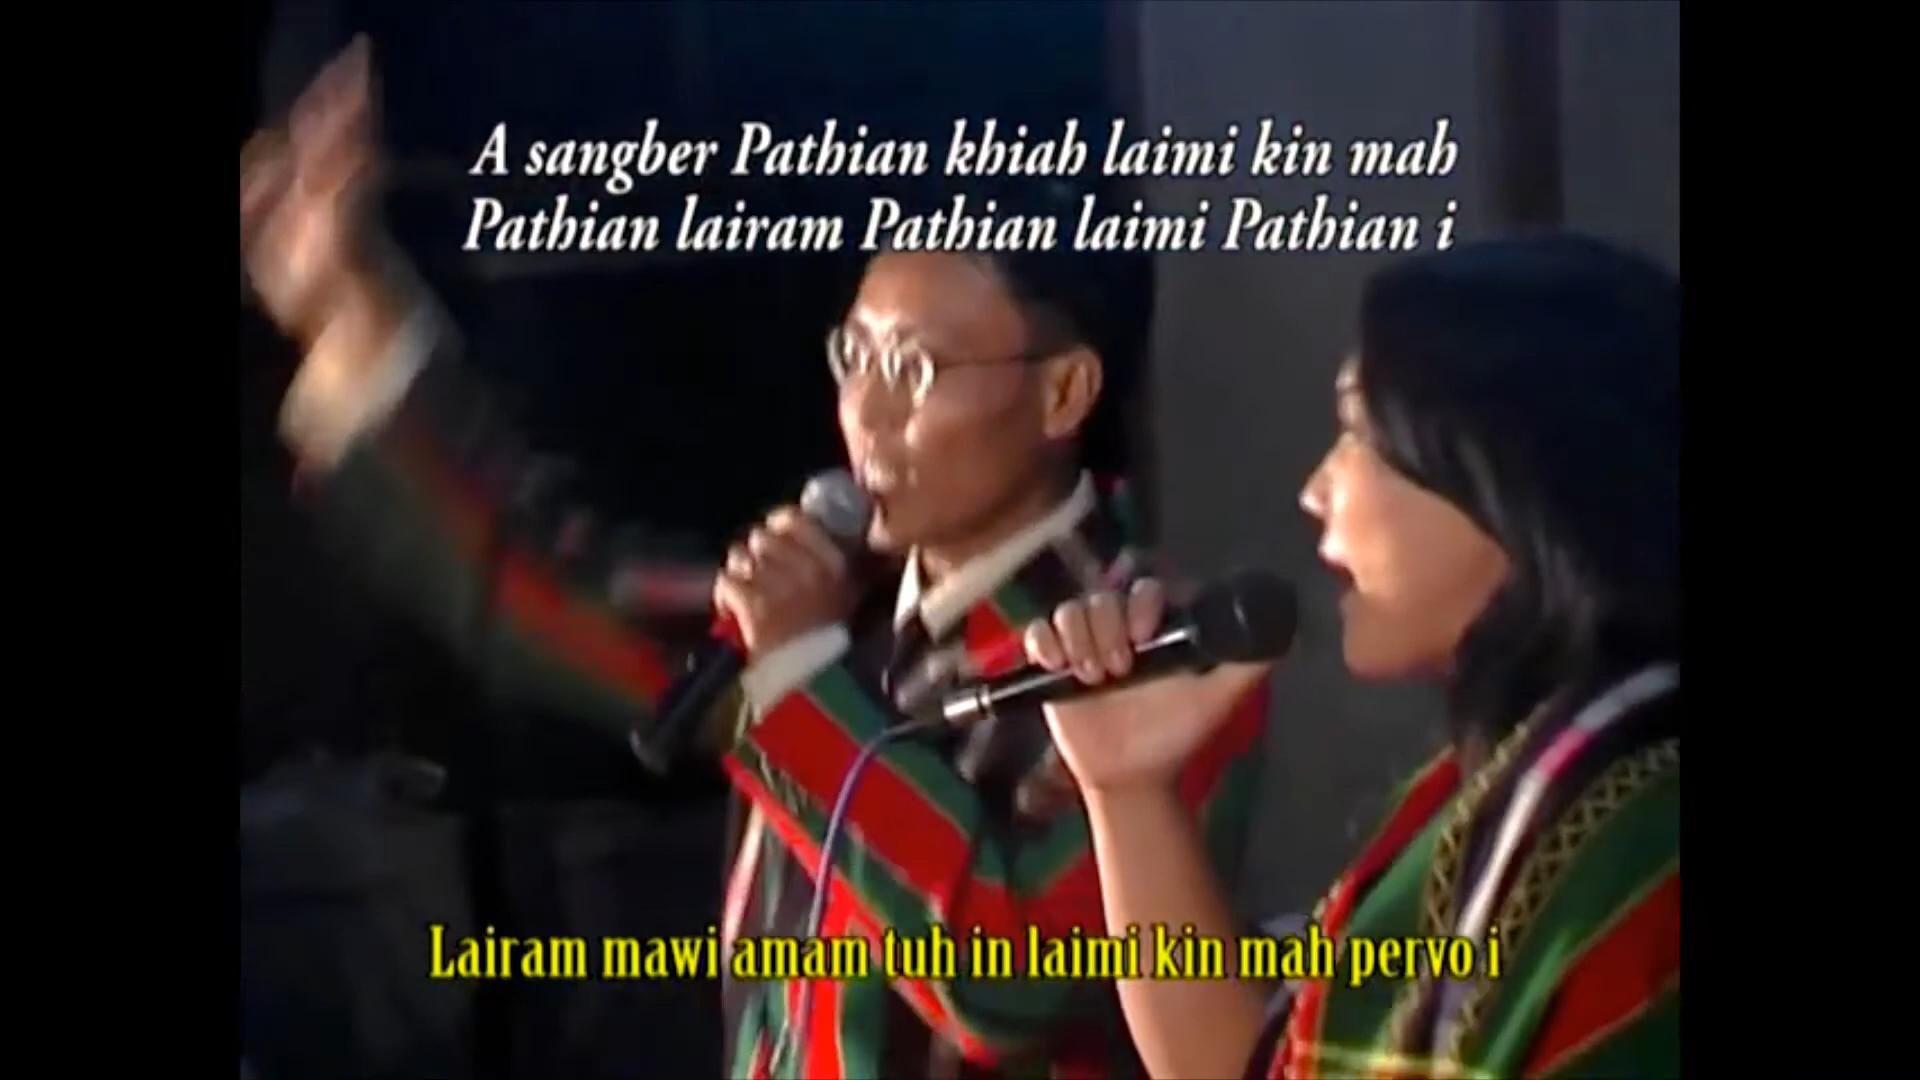 A sangber Pathian khiah laimi kin mah
Pathian lairam Pathian laimi Pathian i
Lairam mawi amam tuh in laimi kin mah pervo i